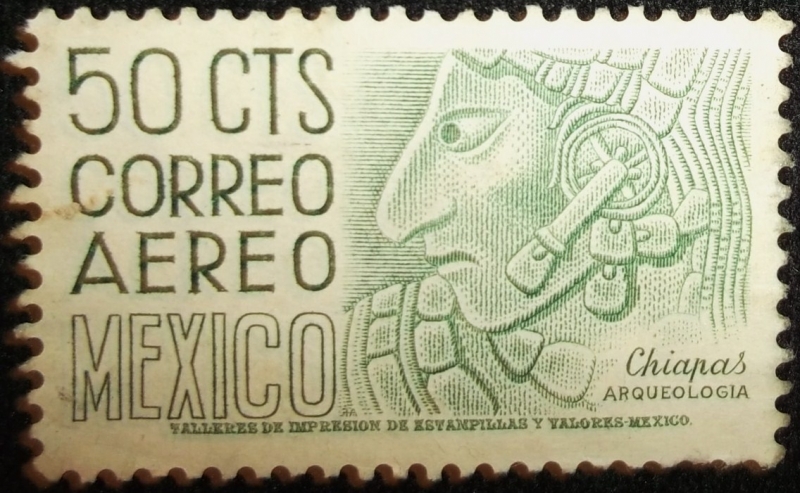 50 CTS
CORREO
AEREO
MEXICO
Chiapas
ARQUEOLOGIA
TALLERES DE IMPRESION DE ESTAMPILLAS Y VALORES-MEXICO.